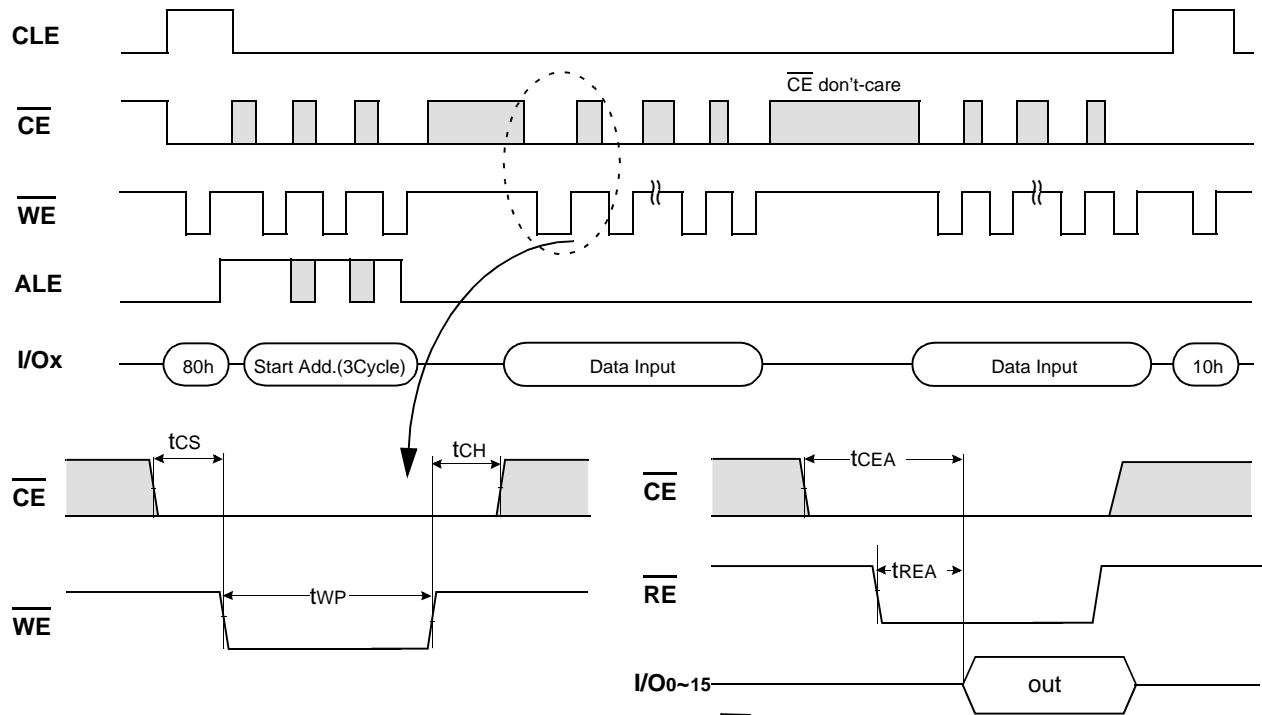 CLE
CE don't-care
CE
WE
ALE
I/Ox
80h
Start Add.(3Cycle)
Data Input
Data Input
10h
tCS
tCH
CE
tWP
WE
tCEA
CE
tREA
RE
I/O0~15
out